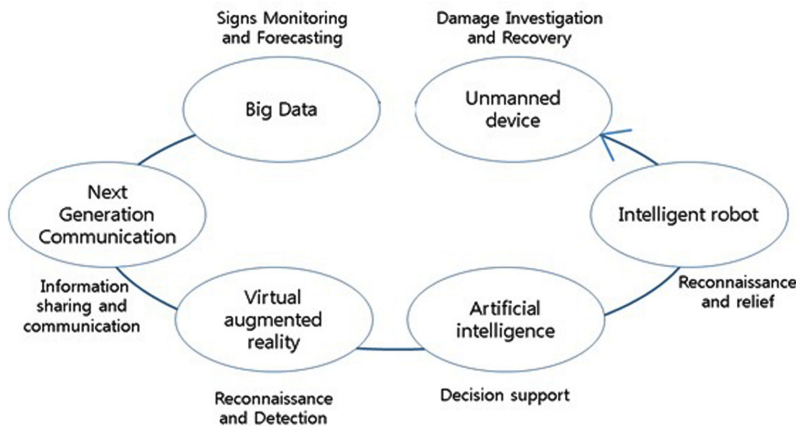 Signs Monitoring
and Forecasting
Big Data
Damage Investigation
and Recovery
Unmanned
device
Next
Generation
Communication
Information
sharing and
communication
Intelligent robot
Reconnaissance
and relief
Virtual
augmented
reality
Reconnaissance
and Detection
Artificial
intelligence
Decision support